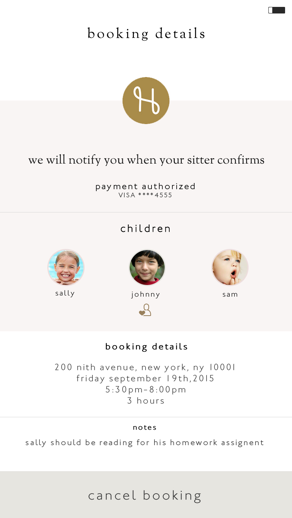 booking details
H
we will notify you when your sitter confirms
payment authorized
VISA ****4555
children
sally
johnny
sam
booking details
200 nith avenue, new york, ny 10001
friday september 19th,2015
5:30pm-8:00pm
3 hours
notes
sally should be reading for his homework assignent
cancel booking